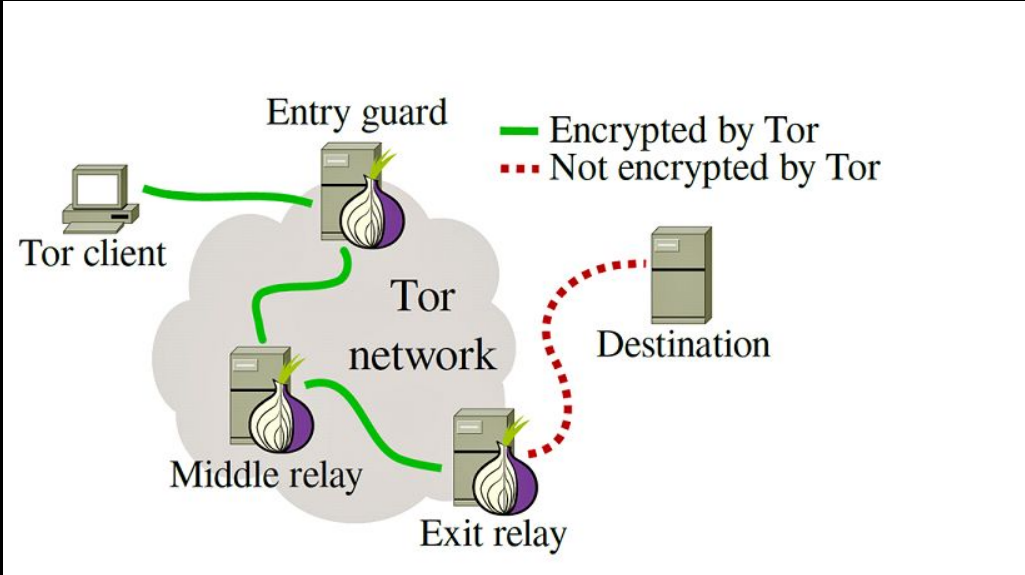 Entry guard
Encrypted by Tor
Not encrypted by Tor
Tor client
Tor
network
Destination
Middle relay
Exit relay